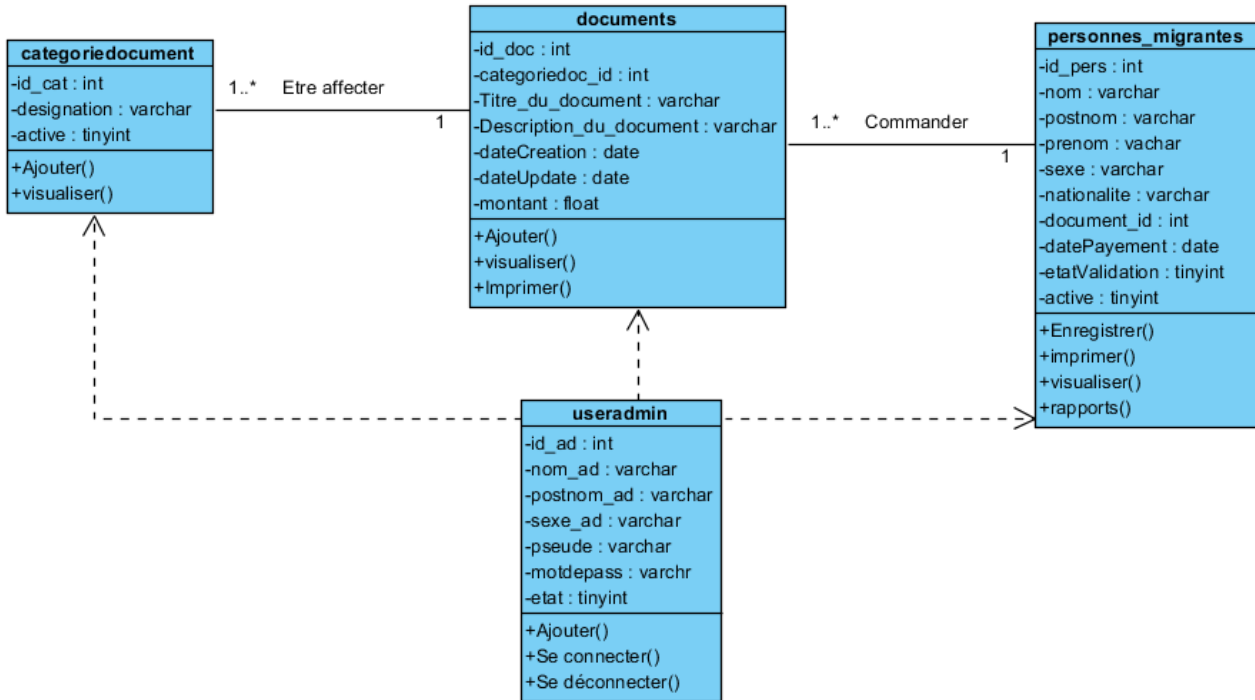 categoriedocument
-id_cat : int
-designation : varchar
-active : tinyint
+Ajouter()
+visualiser()
1..* Etre affecter
1
documents
-id_doc : int
-categoriedoc_id : int
-Titre_du_document : varchar
-Description_du_document : varchar
-dateCreation : date
-dateUpdate : date
-montant : float
+Ajouter()
+visualiser()
+Imprimer()
1..* Commander
1
personnes_migrantes
-id_pers : int
-nom : varchar
-postnom : varchar
-prenom : vachar
-sexe : varchar
-nationalite : varchar
-document_id : int
-datePayement : date
-etatValidation : tinyint
-active : tinyint
+Enregistrer()
+imprimer()
+visualiser()
+rapports()
useradmin
-id_ad : int
-nom_ad : varchar
-postnom_ad : varchar
-sexe_ad : varchar
-pseude : varchar
-motdepass : varchr
-etat : tinyint
+Ajouter()
+Se connecter()
+Se déconnecter()